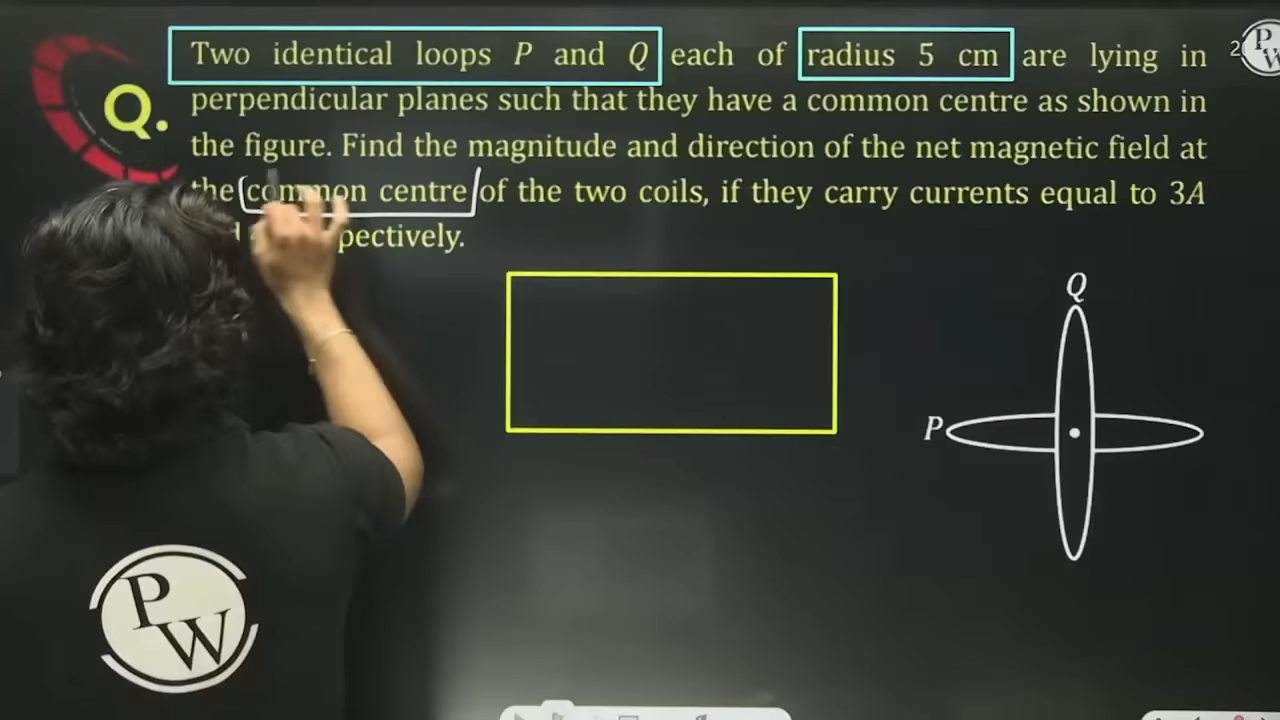 Two identical loops P and Q each of radius 5 cm are lying in
Q. perpendicular planes such that they have a common centre as shown in
the figure. Find the magnitude and direction of the net magnetic field at
the common centre of the two coils, if they carry currents equal to 3A
pectively.
Q
P
P
W
P
W
2